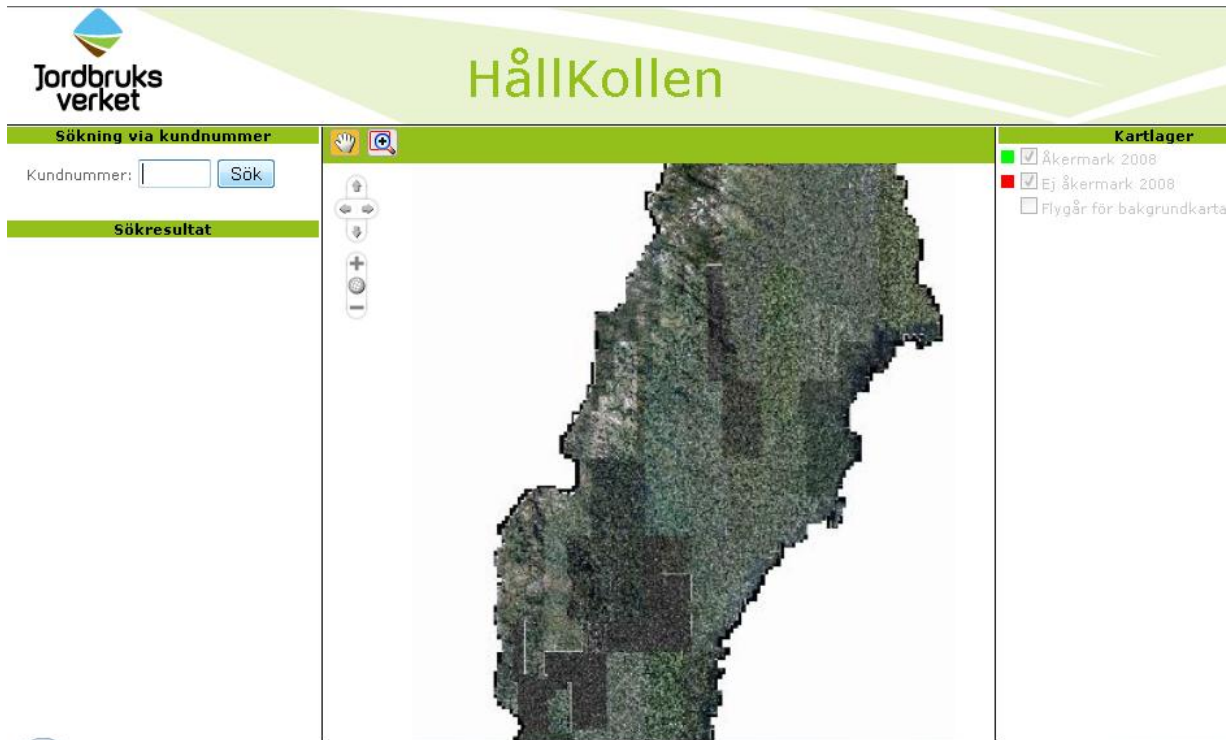 Jordbruks
verket
HållKollen
Sökning via kundnummer
Kundnummer:
Sök
Sökresultat
Kartlager
Åkermark 2008
Ej åkermark 2008
Flygår för bakgrundkarta